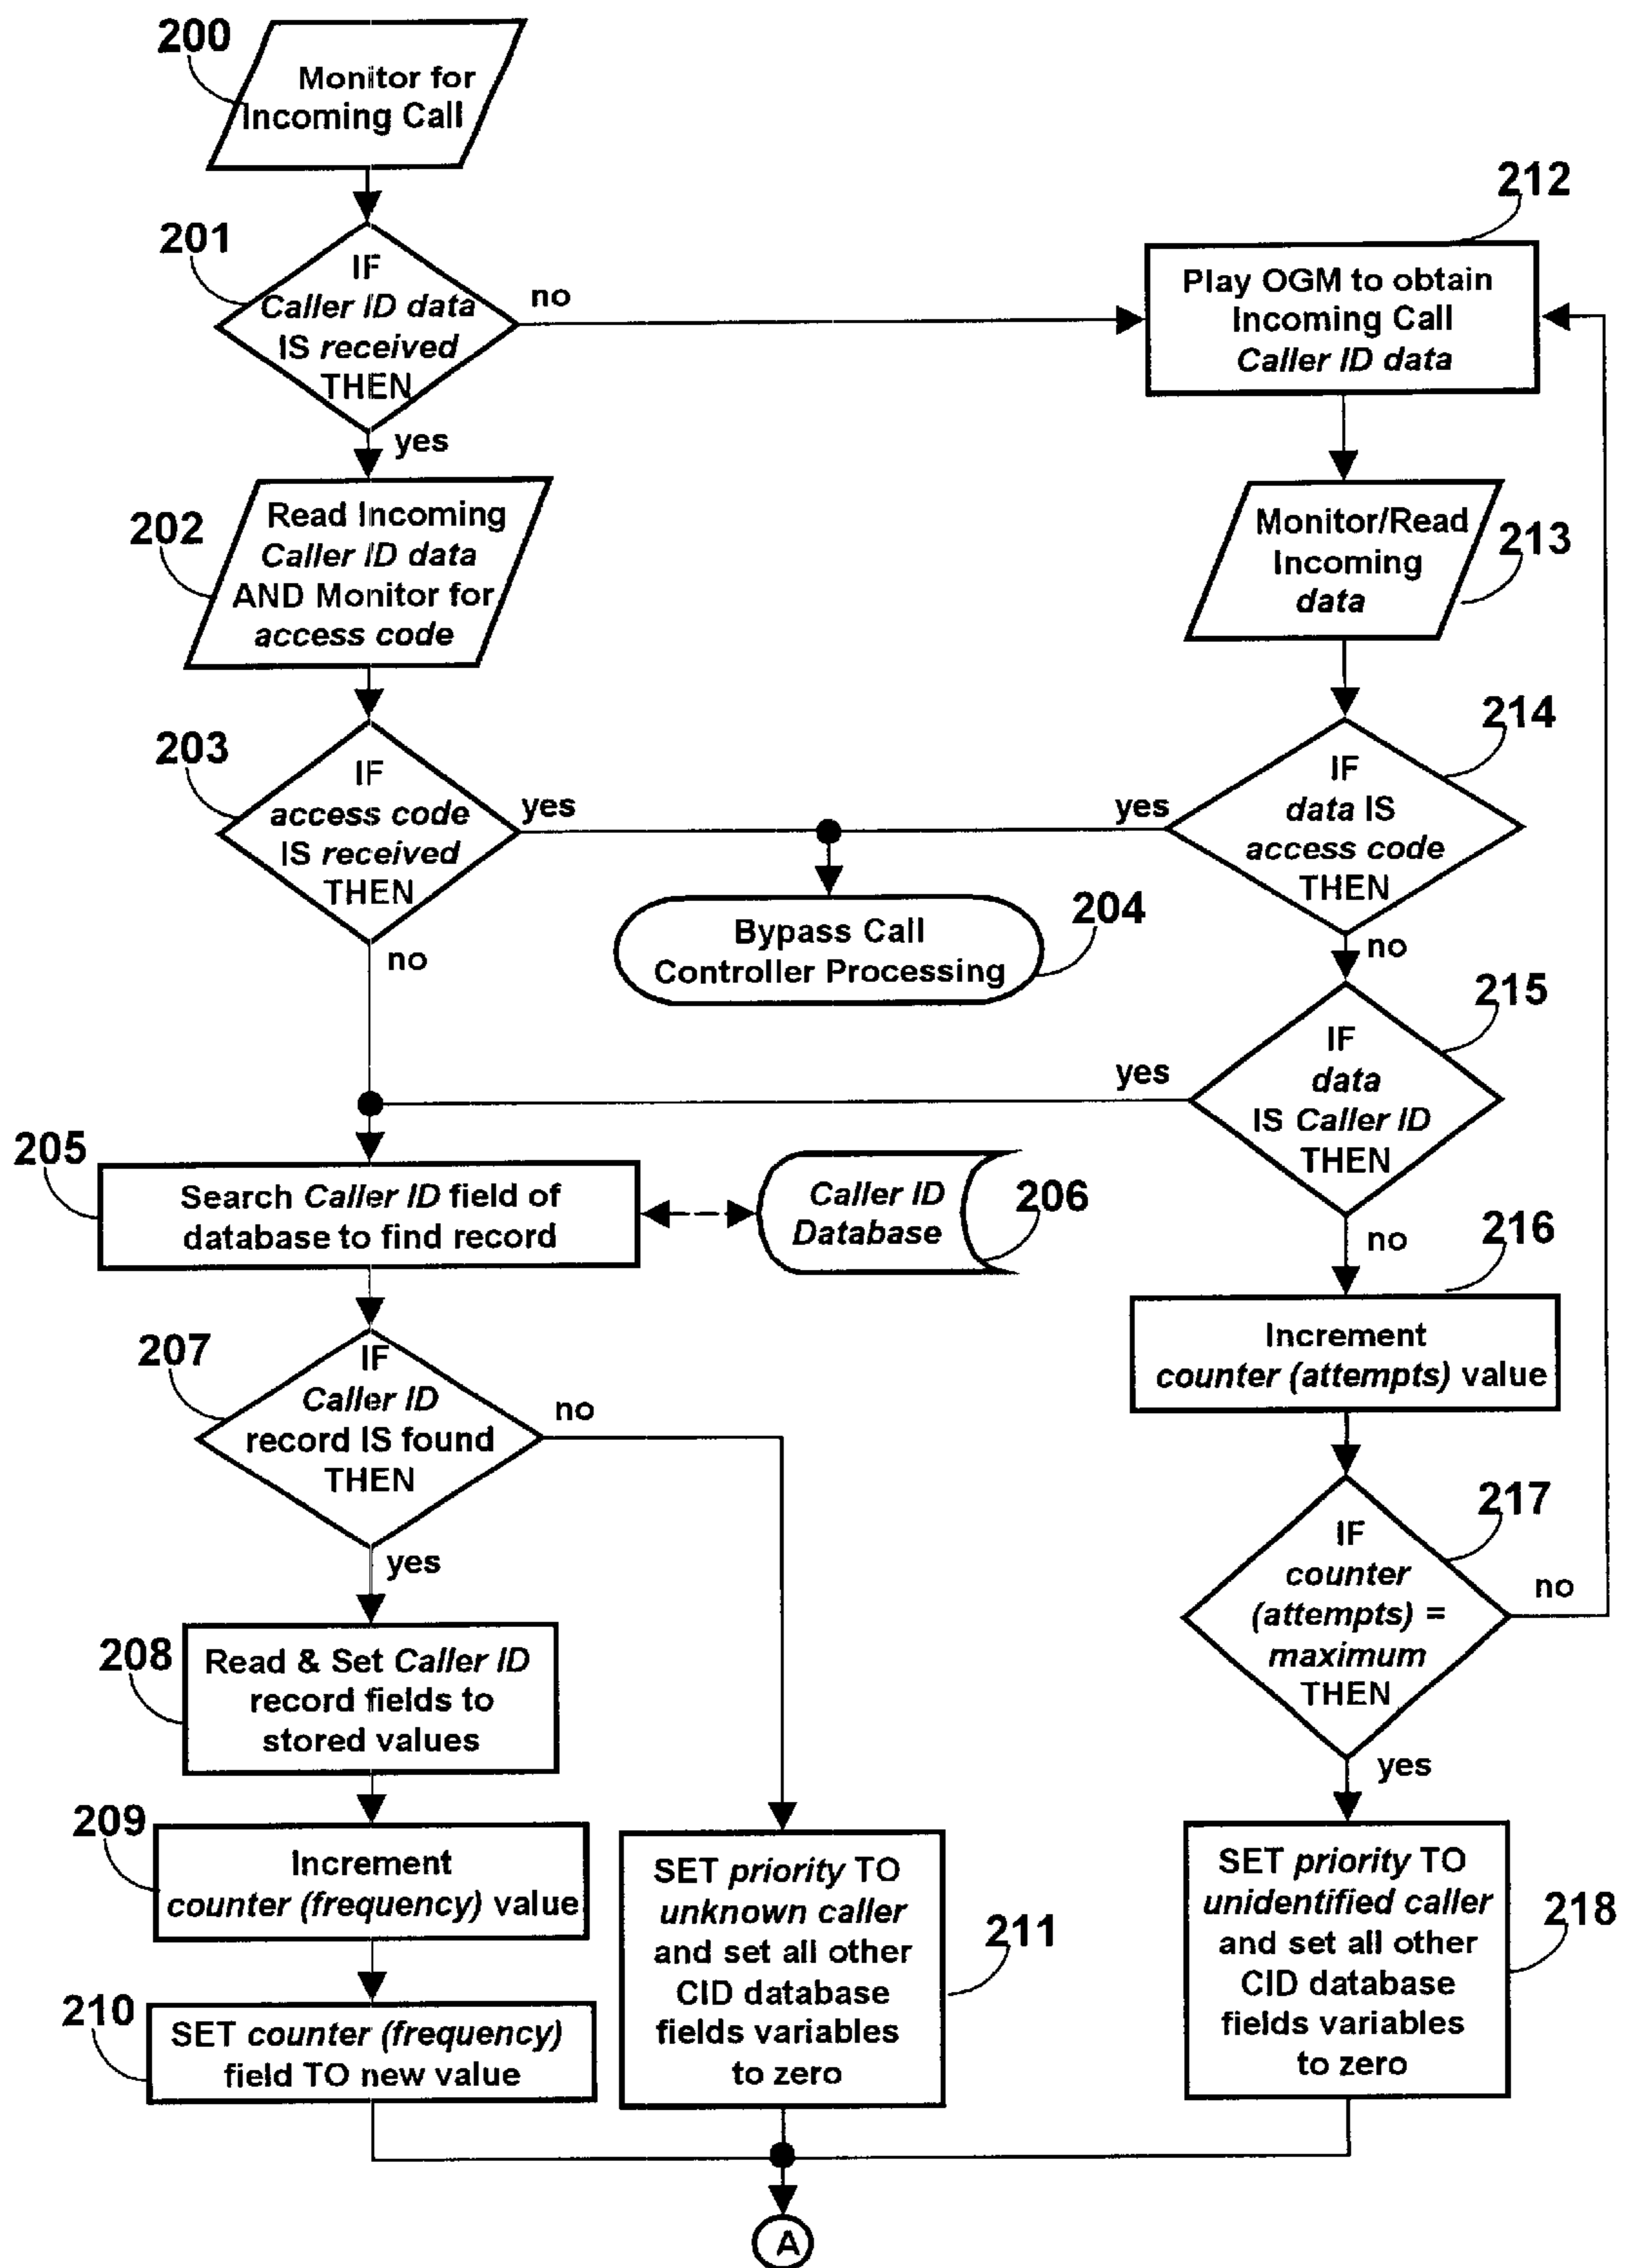 200
Monitor for
Incoming Call
201
IF
Caller ID data
IS received
THEN
no
yes
212
Play OGM to obtain
Incoming Call
Caller ID data
202
Read Incoming
Caller ID data
AND Monitor for
access code
213
Monitor/Read
Incoming
data
203
IF
access code
IS received
THEN
yes
no
214
IF
data IS
access code
THEN
yes
no
204
Bypass Call
Controller Processing
215
IF
data
IS Caller ID
THEN
yes
no
205
Search Caller ID field of
database to find record
206
Caller ID
Database
216
Increment
counter (attempts) value
207
IF
Caller ID
record IS found
THEN
no
yes
217
IF
counter
(attempts) =
maximum
THEN
no
yes
208
Read & Set Caller ID
record fields to
stored values
209
Increment
counter (frequency) value
210
SET counter (frequency)
field TO new value
211
SET priority TO
unknown caller
and set all other
CID database
fields variables
to zero
218
SET priority TO
unidentified caller
and set all other
CID database
fields variables
to zero
A